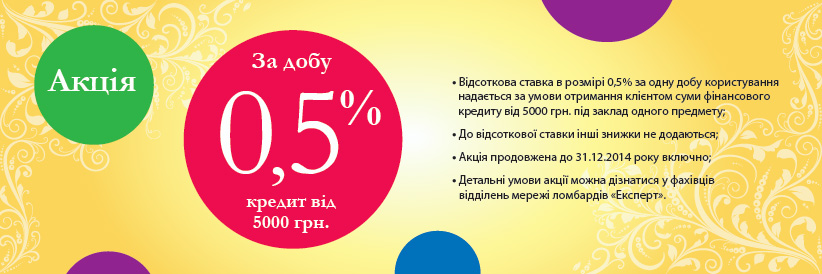 Акція
За добу
0,5%
кредит від
5000 грн.
• Відсоткова ставка в розмірі 0,5% за одну добу користування
надається за умови отримання клієнтом суми фінансового
кредиту від 5000 грн. під заклад одного предмету;
• До відсоткової ставки інші знижки не додаються;
• Акція продовжена до 31.12.2014 року включно;
• Детальні умови акції можна дізнатися у фахівців
відділень мережі ломбардів «Експерт».